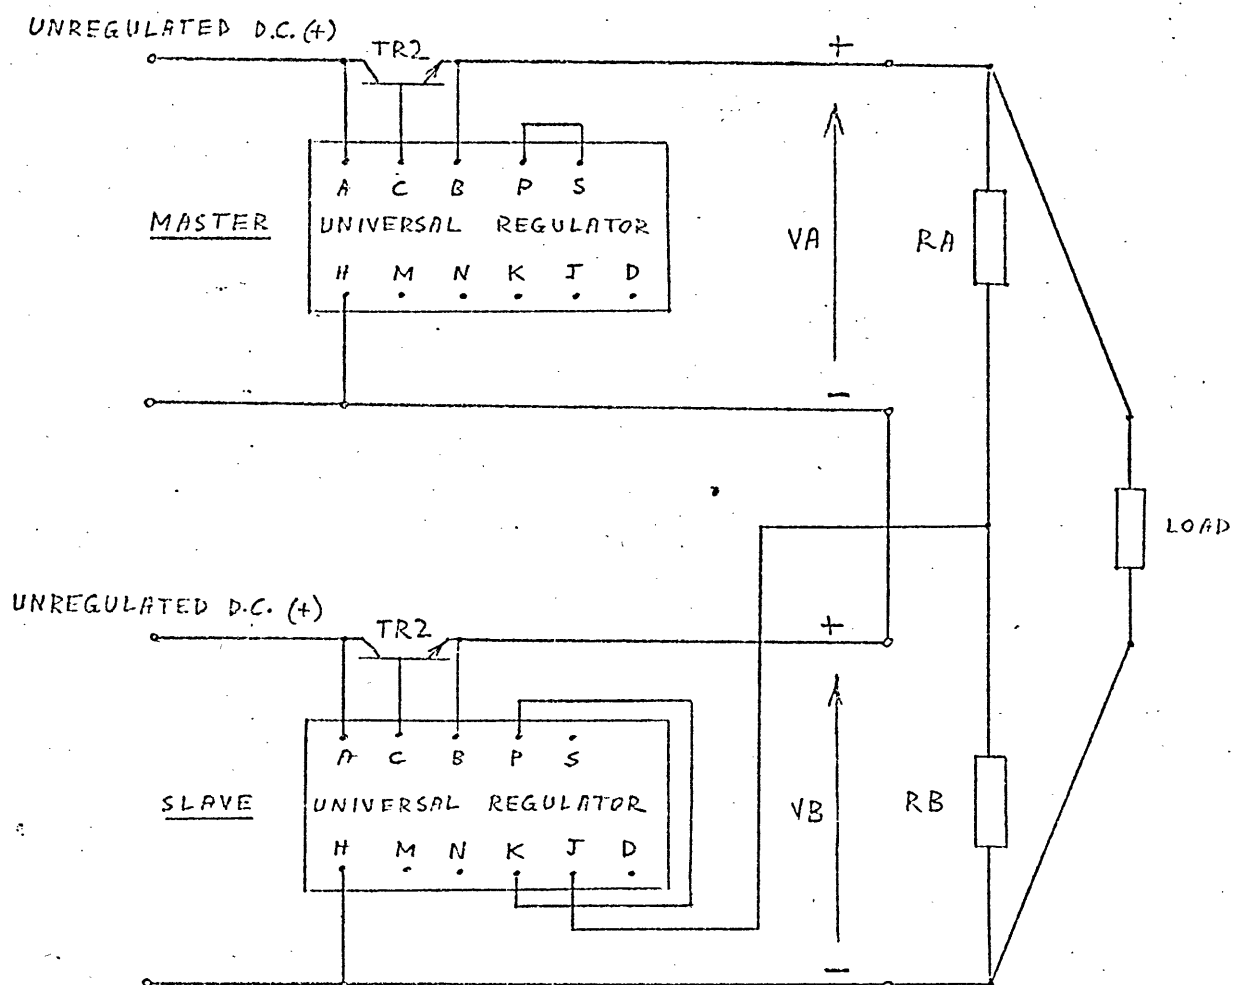 UNREGULATED D.C. (+)
TR2
+
A C B P S
MASTER
UNIVERSAL REGULATOR
VA
RA
H M N K J D
-
LOAD
UNREGULATED D.C. (+)
TR2
+
A C B P S
SLAVE
UNIVERSAL REGULATOR
VB
RB
H M N K J D
-